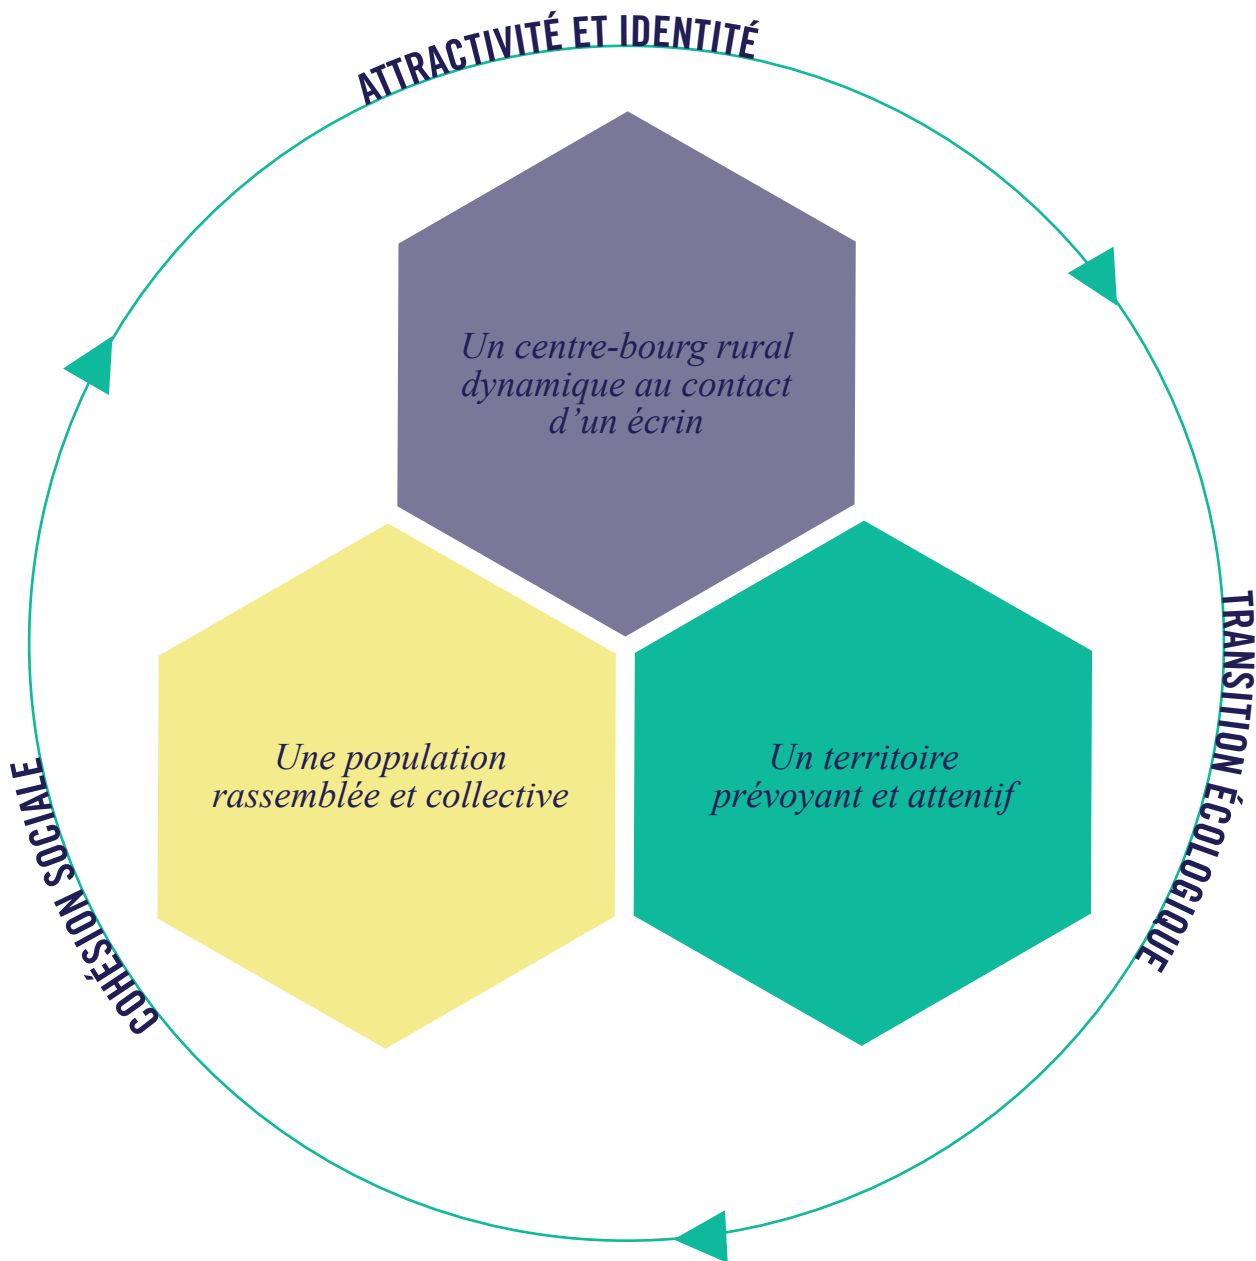 ATTRACTIVITÉ ET IDENTITÉ
Un centre-bourg rural
dynamique au contact
d’un écrin
Une population
rassemblée et collective
Un territoire
prévoyant et attentif
TRANSITION ÉCOLOGIQUE
COHÉSION SOCIALE